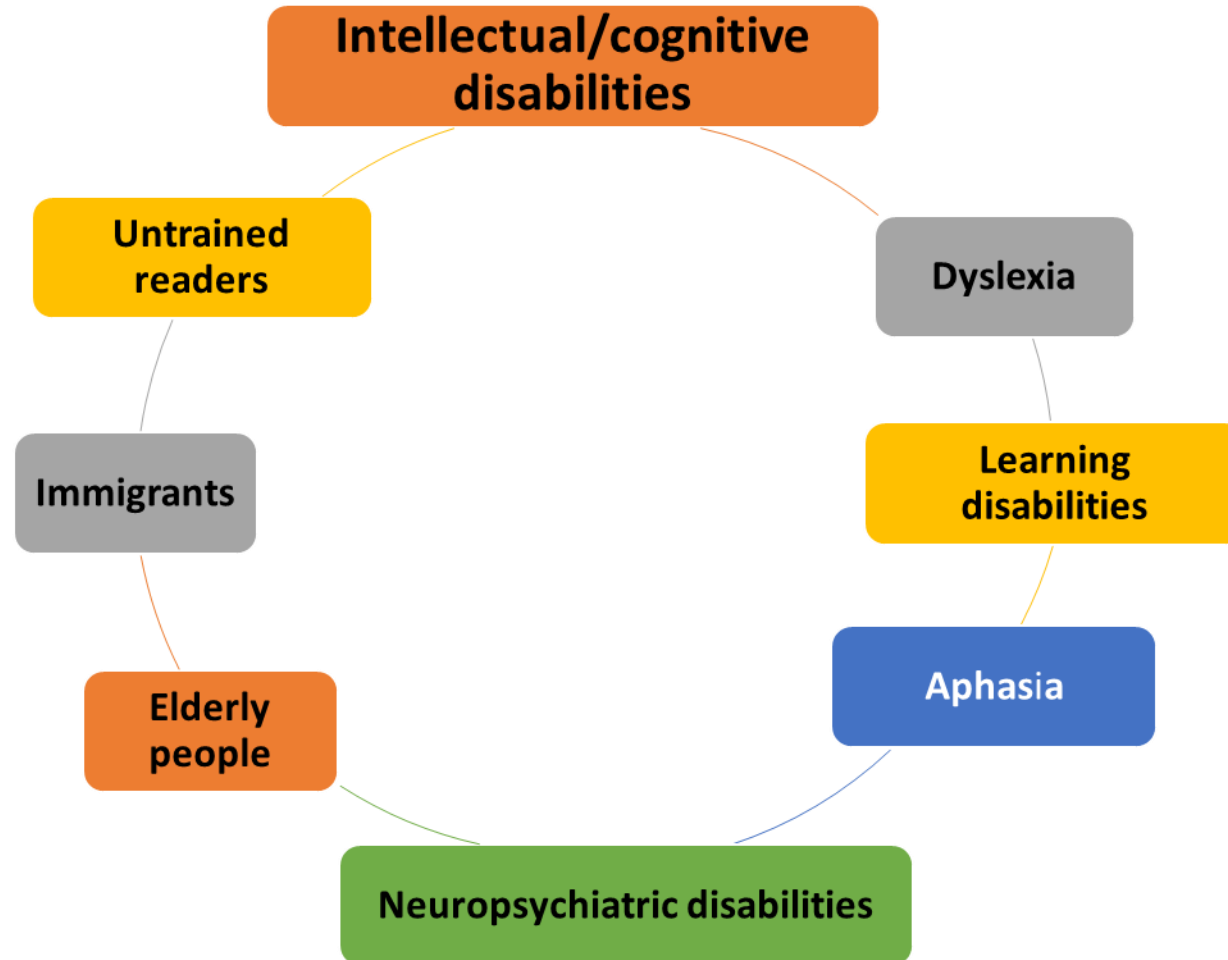 Intellectual/cognitive
disabilities
Dyslexia
Learning
disabilities
Aphasia
Neuropsychiatric disabilities
Elderly
people
Immigrants
Untrained
readers